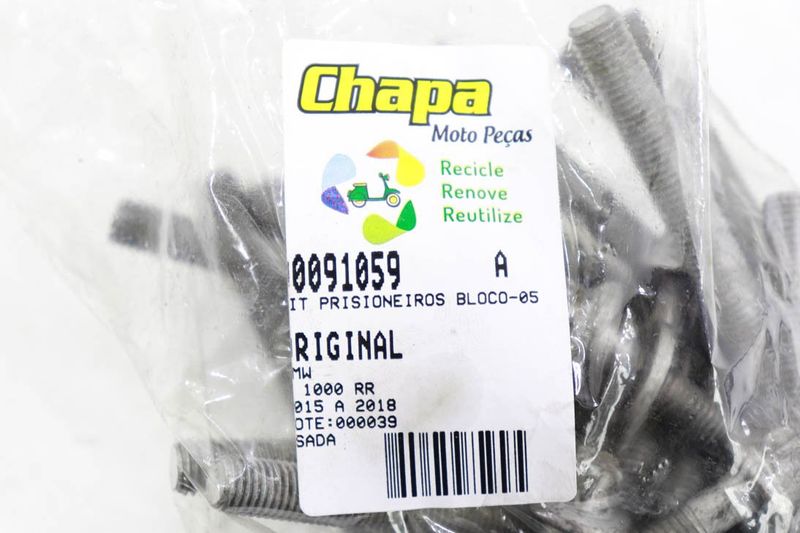 Chapa
Moto Peças
Recicle
Renove
Reutilize
0091059 A
IT PRISIONEIROS BLOCO-05
RIGINAL
MW
1000 RR
015 A 2018
OTE:000039
SADA